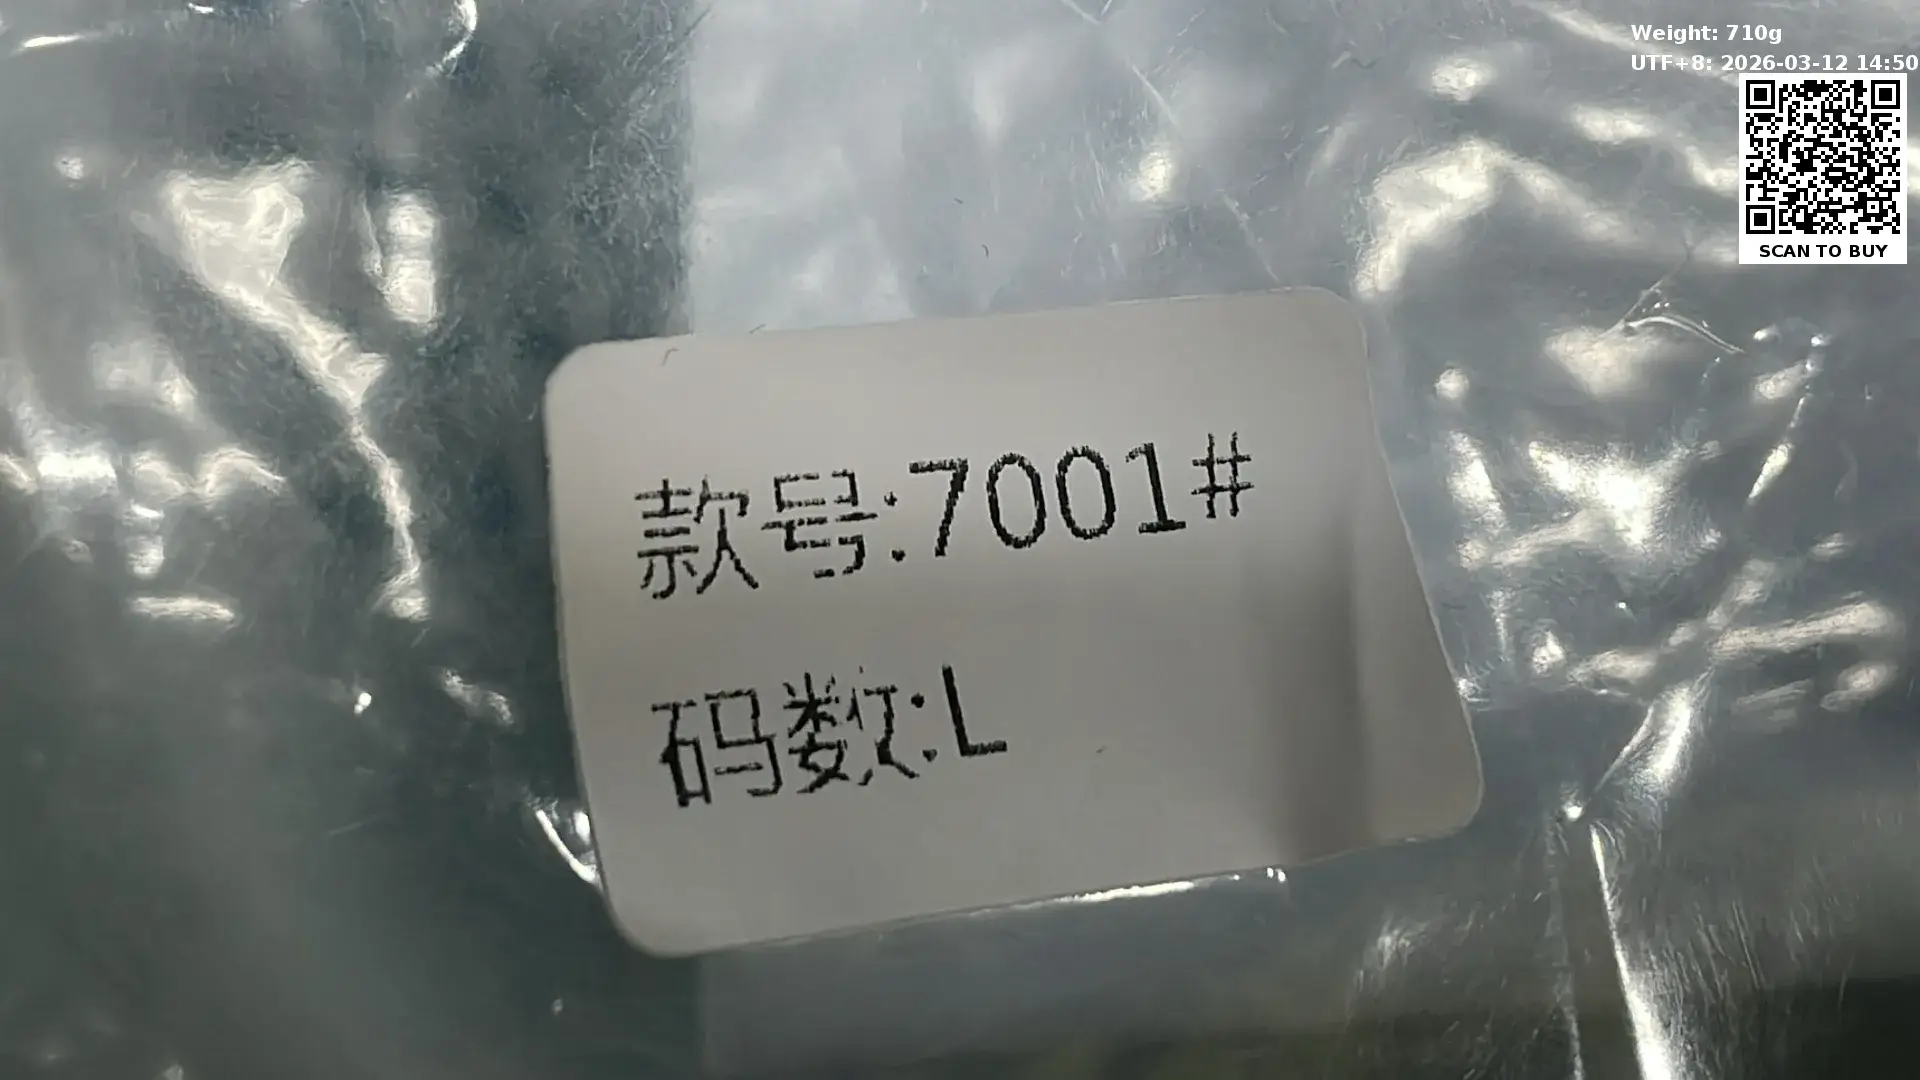 Weight: 710g
UTF+8: 2026-03-12 14:50
SCAN TO BUY
款号:7001#
码数:L